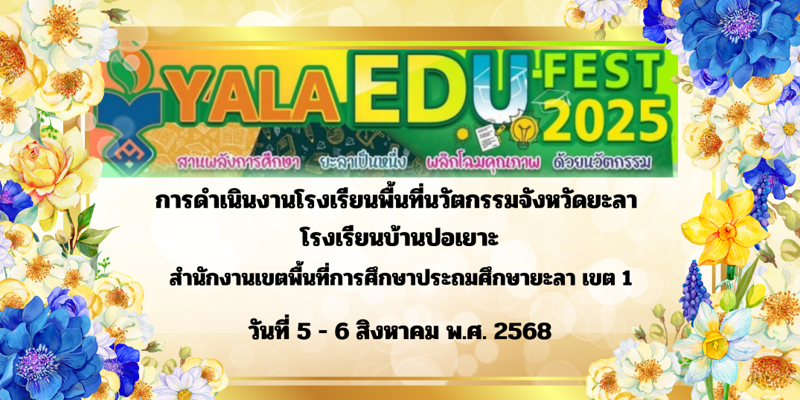 YALA EDU-FEST 2025
สานพลังการศึกษา ยะลาเป็นหนึ่ง พลิกโฉมคุณภาพ ด้วยนวัตกรรม
การดำเนินงานโรงเรียนพื้นที่นวัตกรรมจังหวัดยะลา
โรงเรียนบ้านปอเยาะ
สำนักงานเขตพื้นที่การศึกษาประถมศึกษายะลา เขต 1
วันที่ 5 - 6 สิงหาคม พ.ศ. 2568